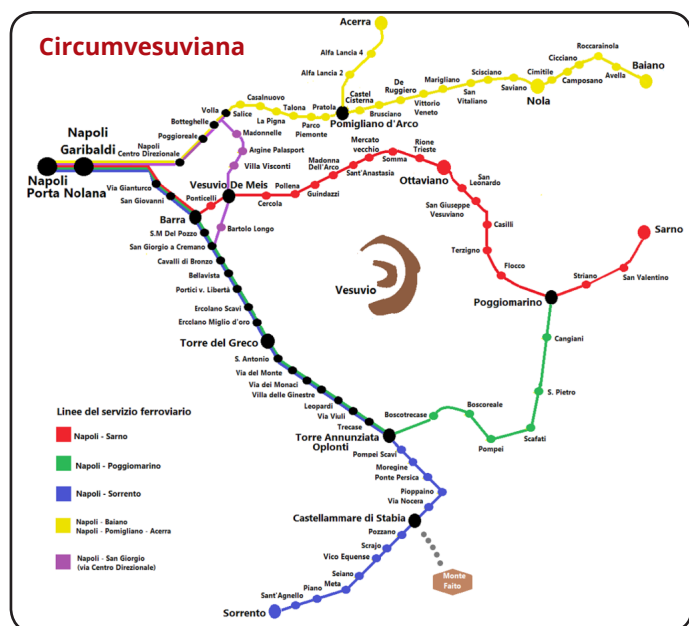 Circumvesuviana
Acerra
Alfa Lancia 4
Alfa Lancia 2
Roccarainola
Cicciano
Baiano
Cimitile
Avella
Camposano
Nola
Scisciano
Saviano
Marigliano
San
Vitaliano
De
Ruggiero
Vittorio
Veneto
Castel
Cisterna
Brusciano
Pomigliano d'Arco
Pratola
Parco
Piemonte
Talona
La Pigna
Casalnuovo
Salice
Volla
Botteghelle
Poggioreale
Madonnelle
Argine Palasport
Villa Visconti
Napoli
Centro Direzionale
Napoli
Garibaldi
Napoli
Porta Nolana
Via Gianturco
San Giovanni
Barra
Ponticelli
Vesuvio De Meis
Cercola
Pollena
Guindazzi
Madonna
Dell'Arco
Sant'Anastasia
Mercato
vecchio
Somma
Rione
Trieste
Ottaviano
San
Leonardo
San Giuseppe
Vesuviano
Casilli
Terzigno
Flocco
Poggiomarino
Striano
San Valentino
Sarno
Bartolo Longo
S.M Del Pozzo
San Giorgio a Cremano
Cavalli di Bronzo
Bellavista
Portici v. Libertà
Ercolano Scavi
Ercolano Miglio d'oro
Torre del Greco
S. Antonio
Via del Monte
Via dei Monaci
Villa delle Ginestre
Leopardi
Via Viuli
Trecase
Torre Annunziata
Oplonti
Vesuvio
Cangiani
S. Pietro
Scafati
Pompei
Boscoreale
Boscotrecase
Pompei Scavi
Moregine
Ponte Persica
Pioppaino
Via Nocera
Castellammare di Stabia
Pozzano
Scrajo
Vico Equense
Seiano
Meta
Piano
Sant'Agnello
Sorrento
Monte
Faito
Linee del servizio ferroviario
Napoli - Sarno
Napoli - Poggiomarino
Napoli - Sorrento
Napoli - Baiano
Napoli - Pomigliano - Acerra
Napoli - San Giorgio
(via Centro Direzionale)